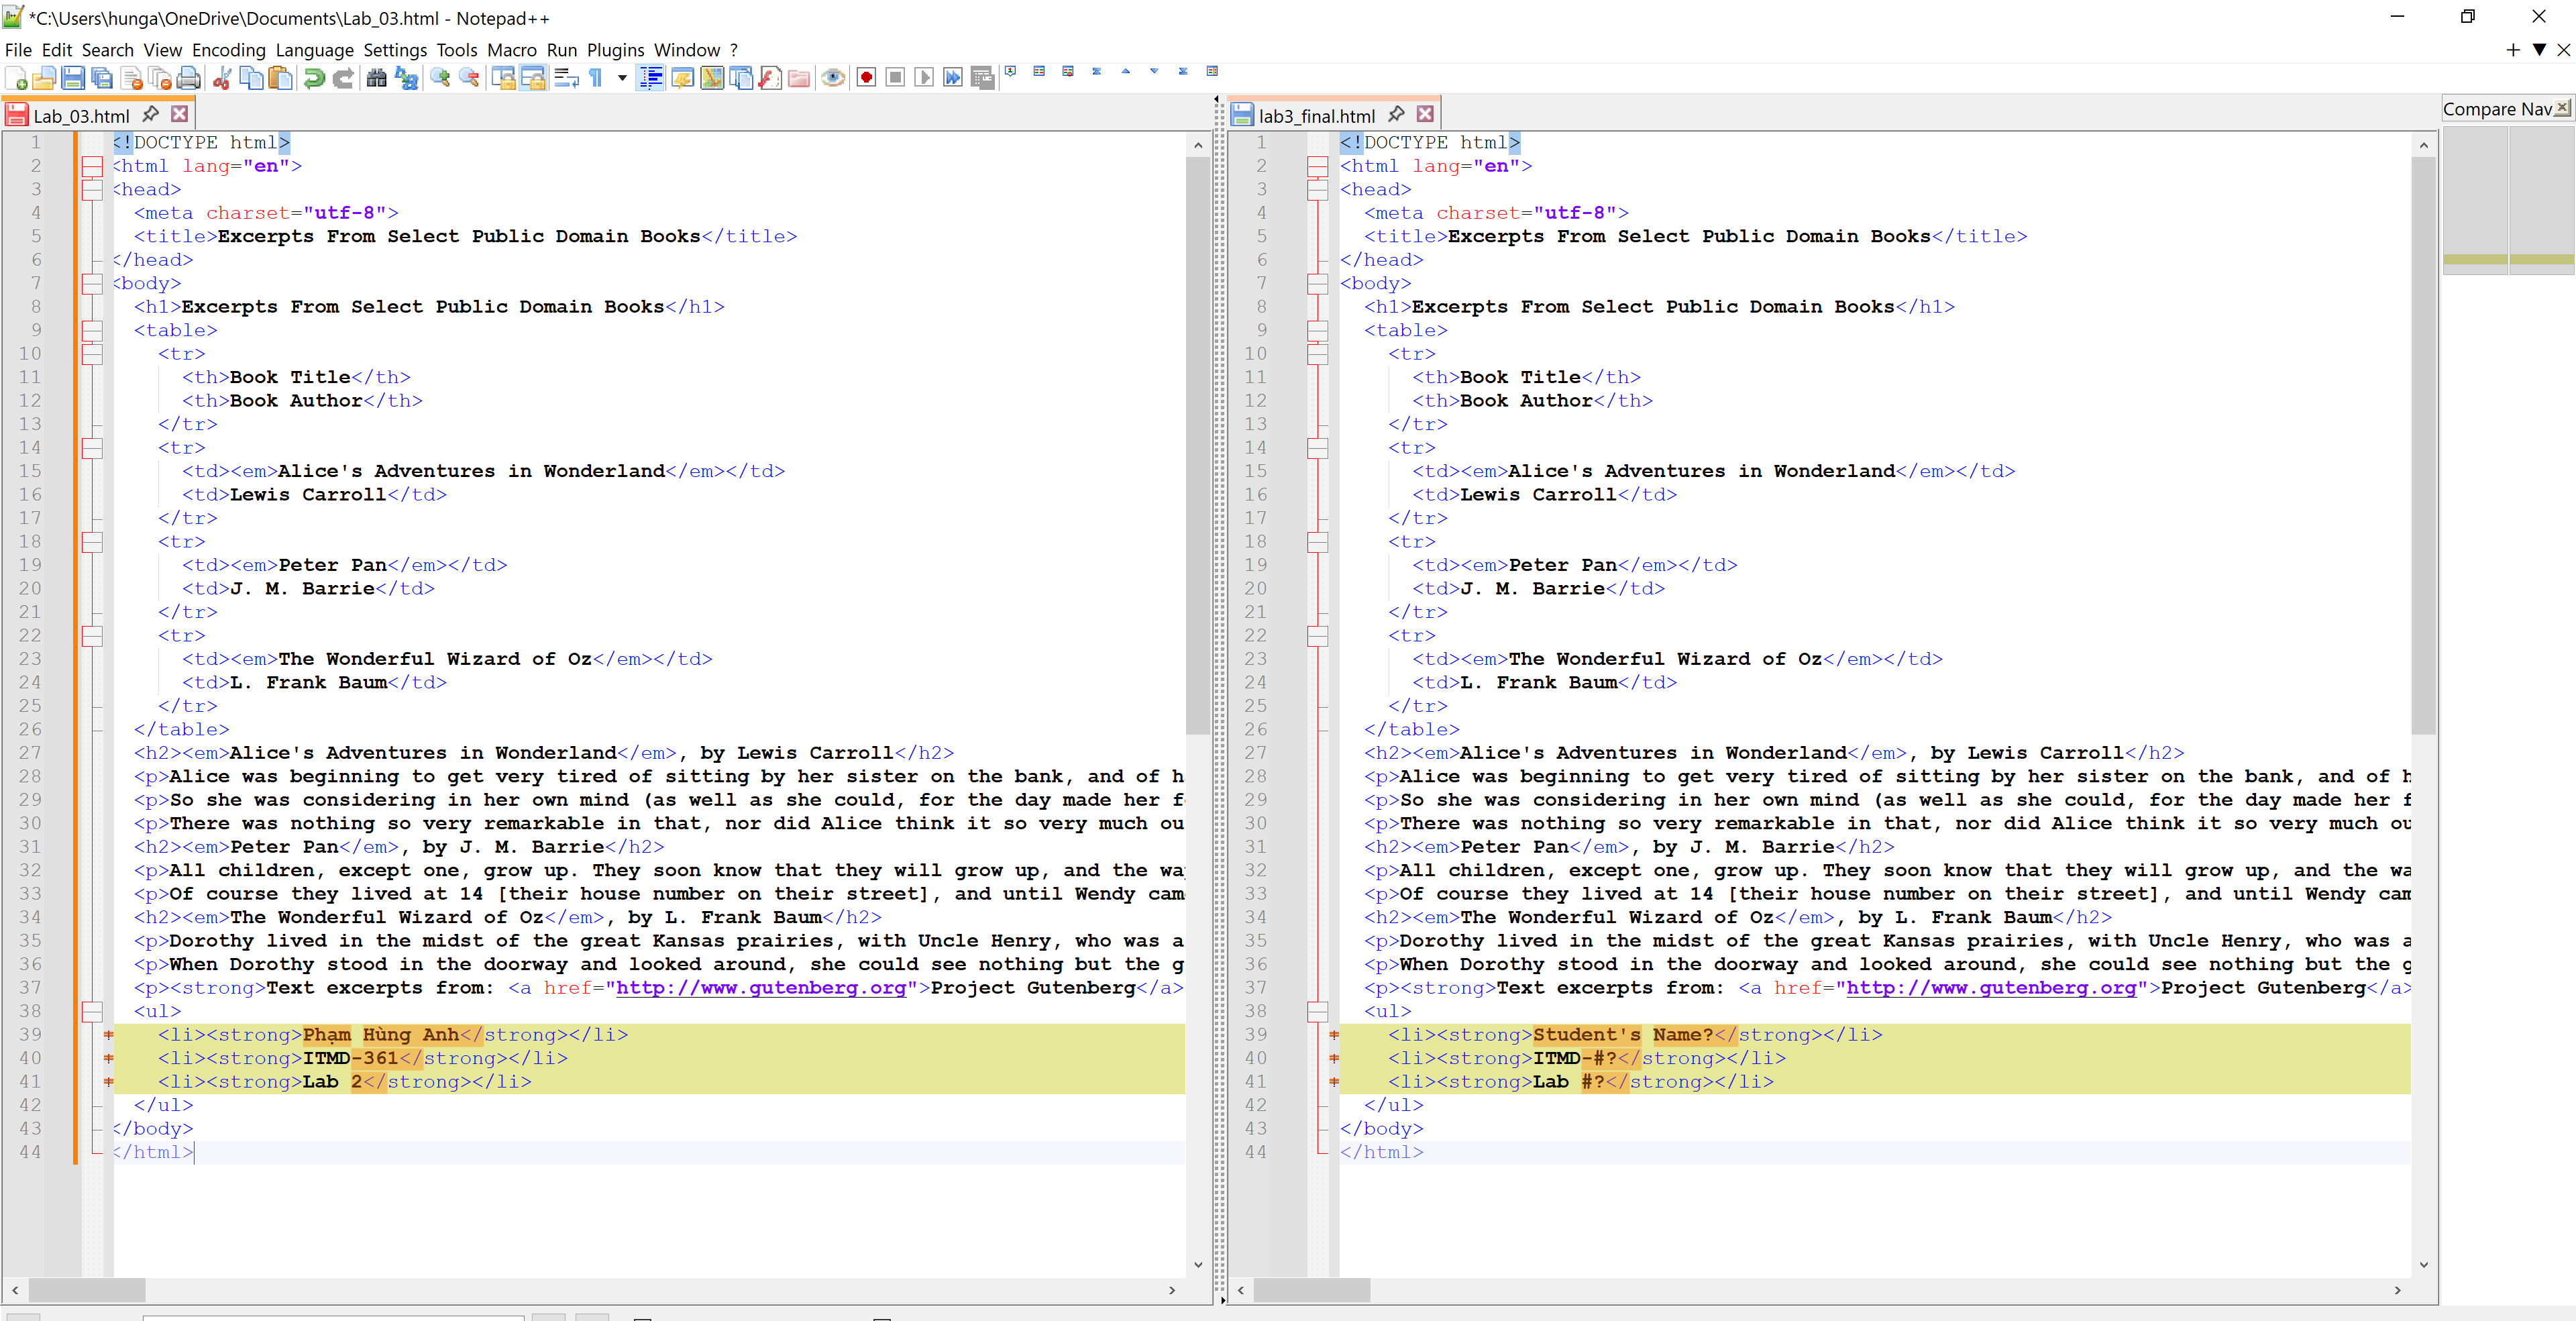 *C:\Users\hunga\OneDrive\Documents\Lab_03.html - Notepad++
File Edit Search View Encoding Language Settings Tools Macro Run Plugins Window ?
Lab_03.html
1 <!DOCTYPE html>
2 <html lang="en">
3 <head>
4 <meta charset="utf-8">
5 <title>Excerpts From Select Public Domain Books</title>
6 </head>
7 <body>
8 <h1>Excerpts From Select Public Domain Books</h1>
9 <table>
10 <tr>
11 <th>Book Title</th>
12 <th>Book Author</th>
13 </tr>
14 <tr>
15 <td><em>Alice's Adventures in Wonderland</em></td>
16 <td>Lewis Carroll</td>
17 </tr>
18 <tr>
19 <td><em>Peter Pan</em></td>
20 <td>J. M. Barrie</td>
21 </tr>
22 <tr>
23 <td><em>The Wonderful Wizard of Oz</em></td>
24 <td>L. Frank Baum</td>
25 </tr>
26 </table>
27 <h2><em>Alice's Adventures in Wonderland</em>, by Lewis Carroll</h2>
28 <p>Alice was beginning to get very tired of sitting by her sister on the bank, and of h
29 <p>So she was considering in her own mind (as well as she could, for the day made her f
30 <p>There was nothing so very remarkable in that, nor did Alice think it so very much ou
31 <h2><em>Peter Pan</em>, by J. M. Barrie</h2>
32 <p>All children, except one, grow up. They soon know that they will grow up, and the wa
33 <p>Of course they lived at 14 [their house number on their street], and until Wendy cam
34 <h2><em>The Wonderful Wizard of Oz</em>, by L. Frank Baum</h2>
35 <p>Dorothy lived in the midst of the great Kansas prairies, with Uncle Henry, who was a
36 <p>When Dorothy stood in the doorway and looked around, she could see nothing but the g
37 <p><strong>Text excerpts from: <a href="http://www.gutenberg.org">Project Gutenberg</a>
38 <ul>
39 <li><strong>Phạm Hùng Anh</strong></li>
40 <li><strong>ITMD-361</strong></li>
41 <li><strong>Lab 2</strong></li>
42 </ul>
43 </body>
44 </html>
lab3_final.html
1 <!DOCTYPE html>
2 <html lang="en">
3 <head>
4 <meta charset="utf-8">
5 <title>Excerpts From Select Public Domain Books</title>
6 </head>
7 <body>
8 <h1>Excerpts From Select Public Domain Books</h1>
9 <table>
10 <tr>
11 <th>Book Title</th>
12 <th>Book Author</th>
13 </tr>
14 <tr>
15 <td><em>Alice's Adventures in Wonderland</em></td>
16 <td>Lewis Carroll</td>
17 </tr>
18 <tr>
19 <td><em>Peter Pan</em></td>
20 <td>J. M. Barrie</td>
21 </tr>
22 <tr>
23 <td><em>The Wonderful Wizard of Oz</em></td>
24 <td>L. Frank Baum</td>
25 </tr>
26 </table>
27 <h2><em>Alice's Adventures in Wonderland</em>, by Lewis Carroll</h2>
28 <p>Alice was beginning to get very tired of sitting by her sister on the bank, and of h
29 <p>So she was considering in her own mind (as well as she could, for the day made her f
30 <p>There was nothing so very remarkable in that, nor did Alice think it so very much ou
31 <h2><em>Peter Pan</em>, by J. M. Barrie</h2>
32 <p>All children, except one, grow up. They soon know that they will grow up, and the wa
33 <p>Of course they lived at 14 [their house number on their street], and until Wendy cam
34 <h2><em>The Wonderful Wizard of Oz</em>, by L. Frank Baum</h2>
35 <p>Dorothy lived in the midst of the great Kansas prairies, with Uncle Henry, who was a
36 <p>When Dorothy stood in the doorway and looked around, she could see nothing but the g
37 <p><strong>Text excerpts from: <a href="http://www.gutenberg.org">Project Gutenberg</a>
38 <ul>
39 <li><strong>Student's Name?</strong></li>
40 <li><strong>ITMD-#?</strong></li>
41 <li><strong>Lab #?</strong></li>
42 </ul>
43 </body>
44 </html>
Compare Nav